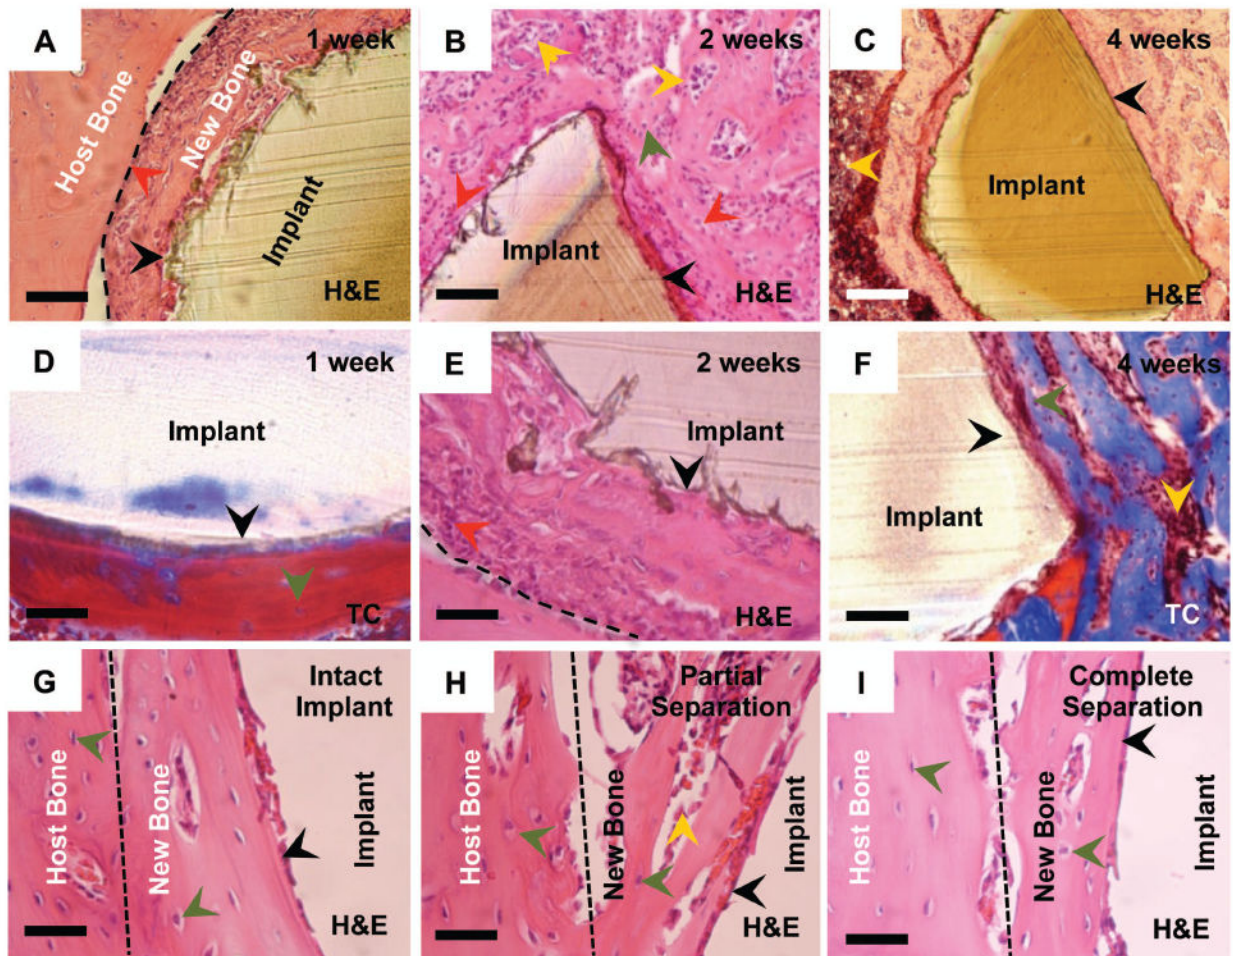 A
1 week
Host Bone
New Bone
Implant
H&E
B
2 weeks
Implant
H&E
C
4 weeks
Implant
H&E
D
1 week
Implant
TC
E
2 weeks
Implant
H&E
F
4 weeks
Implant
TC
G
Intact
Implant
Host Bone
New Bone
Implant
H&E
H
Partial
Separation
Host Bone
New Bone
Implant
H&E
I
Complete
Separation
Host Bone
New Bone
Implant
H&E